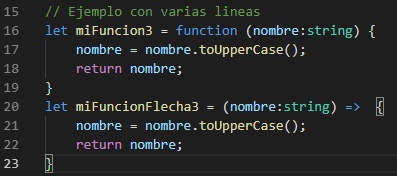 15 // Ejemplo con varias lineas
16 let miFuncion3 = function (nombre:string) {
17     nombre = nombre.toUpperCase();
18     return nombre;
19 }
20 let miFuncionFlecha3 = (nombre:string) =>  {
21     nombre = nombre.toUpperCase();
22     return nombre;
23 }